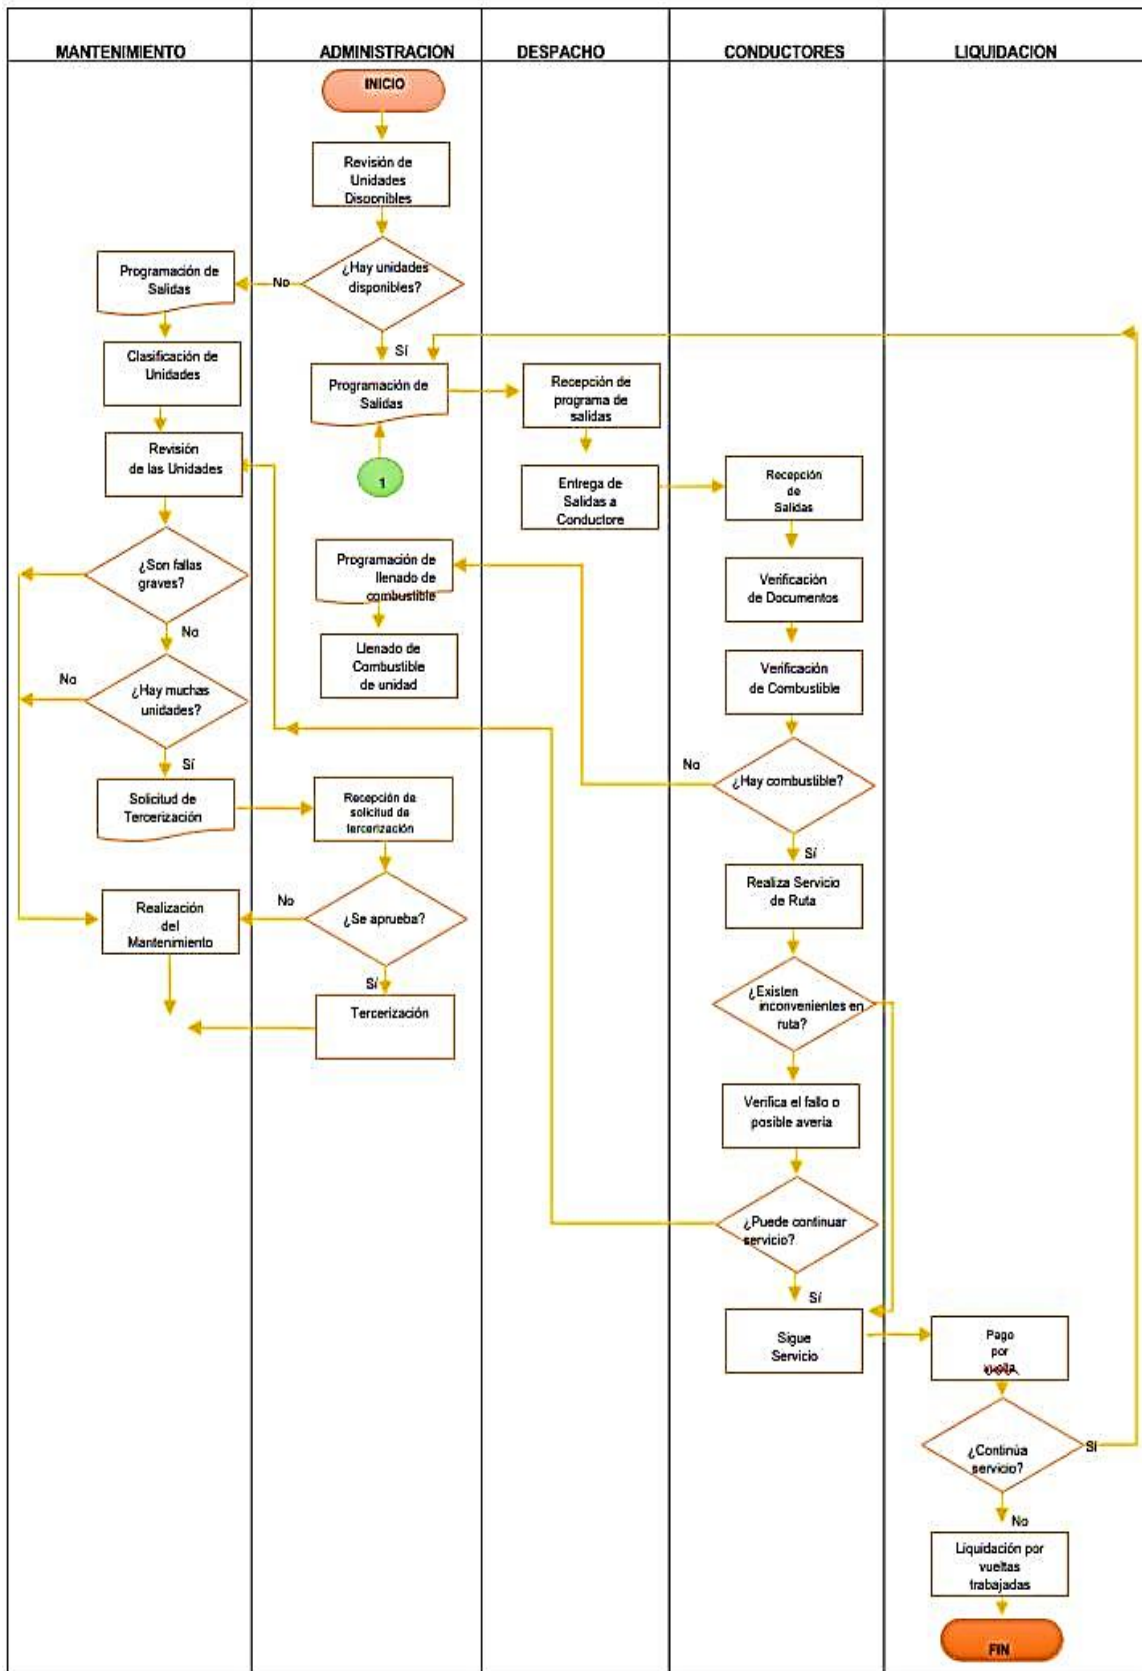 MANTENIMIENTO
ADMINISTRACION
DESPACHO
CONDUCTORES
LIQUIDACION
INICIO
Revisión de
Unidades
Disponibles
¿Hay unidades
disponibles?
No
Sí
Programación de
Salidas
Clasificación de
Unidades
Revisión
de las Unidades
¿Son fallas
graves?
No
¿Hay muchas
unidades?
No
Sí
Solicitud de
Tercerización
Realización
del
Mantenimiento
Programación de
Salidas
1
Programación de
llenado de
combustible
Llenado de
Combustible
de unidad
Recepción de
solicitud de
tercerización
¿Se aprueba?
No
Sí
Tercerización
Recepción de
programa de
salidas
Entrega de
Salidas a
Conductore
Recepción
de
Salidas
Verificación
de Documentos
Verificación
de Combustible
¿Hay combustible?
No
Sí
Realiza Servicio
de Ruta
¿Existen
inconvenientes en
ruta?
Verifica el fallo o
posible avería
¿Puede continuar
servicio?
Sí
Sigue
Servicio
Pago
por
vuelta
¿Continúa
servicio?
Sí
No
Liquidación por
vueltas
trabajadas
FIN